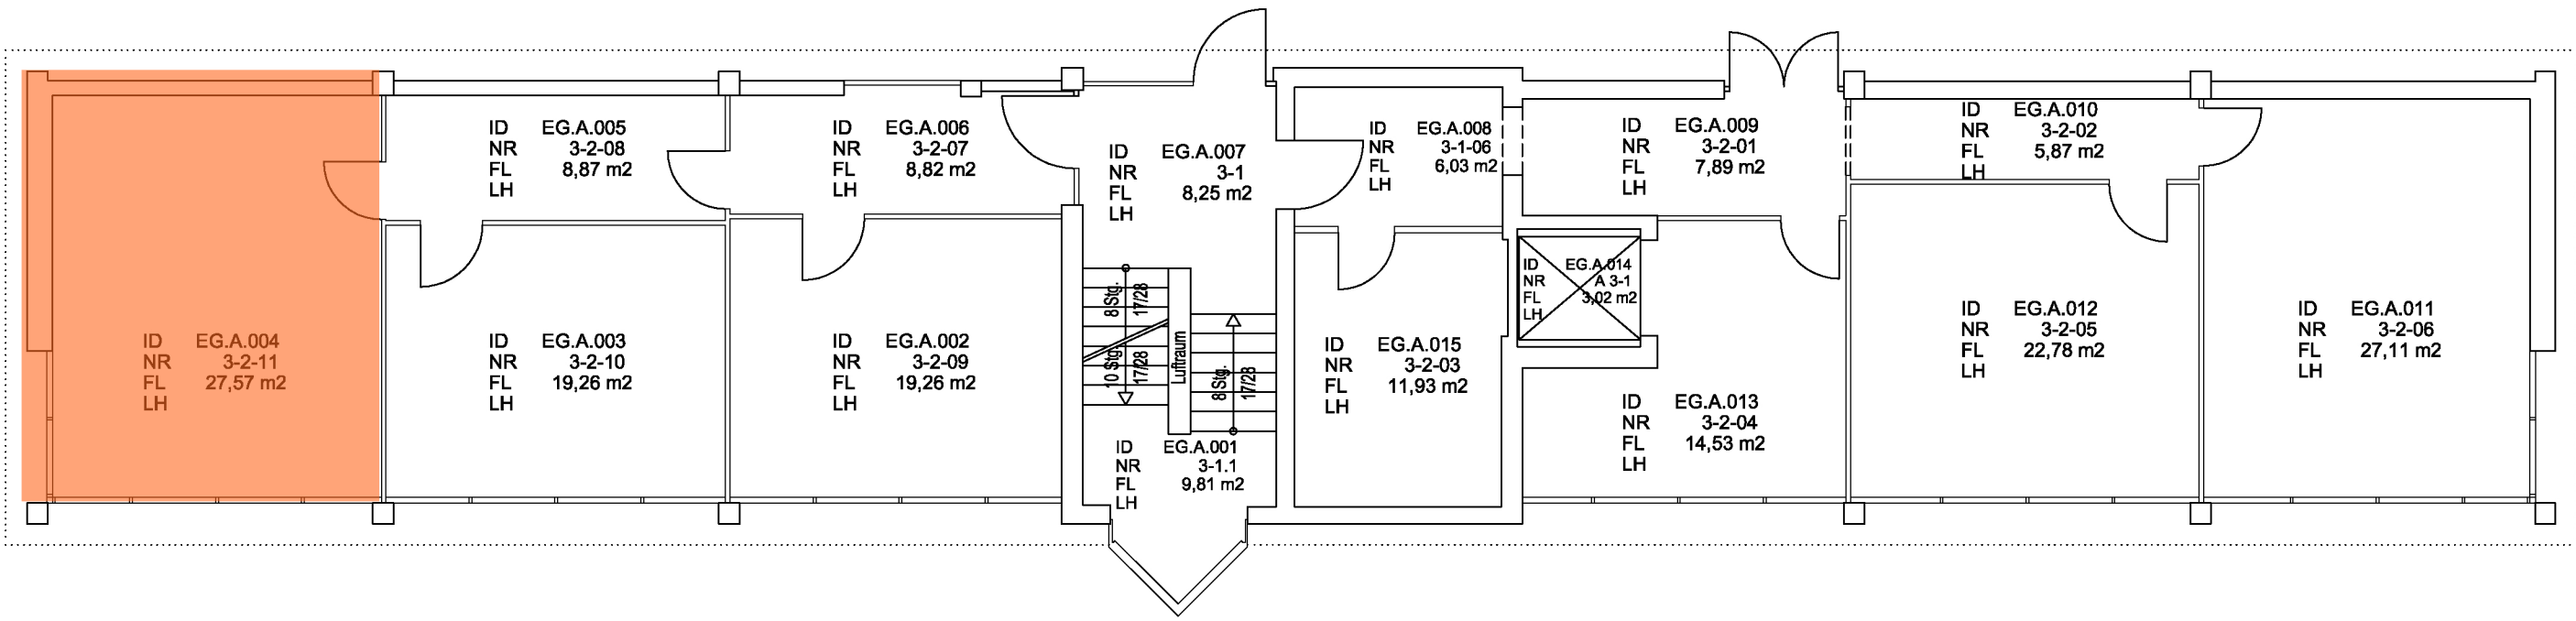 ID EG.A.004
NR 3-2-11
FL 27,57 m2
LH
ID EG.A.005
NR 3-2-08
FL 8,87 m2
LH
ID EG.A.003
NR 3-2-10
FL 19,26 m2
LH
ID EG.A.006
NR 3-2-07
FL 8,82 m2
LH
ID EG.A.002
NR 3-2-09
FL 19,26 m2
LH
ID EG.A.007
NR 3-1
FL 8,25 m2
LH
8 Stg.
17/28
10 Stg.
17/28
Luftraum
8 Stg.
17/28
ID EG.A.001
NR 3-1.1
FL 9,81 m2
LH
ID EG.A.008
NR 3-1-06
FL 6,03 m2
LH
ID EG.A.015
NR 3-2-03
FL 11,93 m2
LH
ID EG.A.009
NR 3-2-01
FL 7,89 m2
LH
ID EG.A.014
NR A 3-1
FL 3,02 m2
LH
ID EG.A.013
NR 3-2-04
FL 14,53 m2
LH
ID EG.A.010
NR 3-2-02
FL 5,87 m2
LH
ID EG.A.012
NR 3-2-05
FL 22,78 m2
LH
ID EG.A.011
NR 3-2-06
FL 27,11 m2
LH